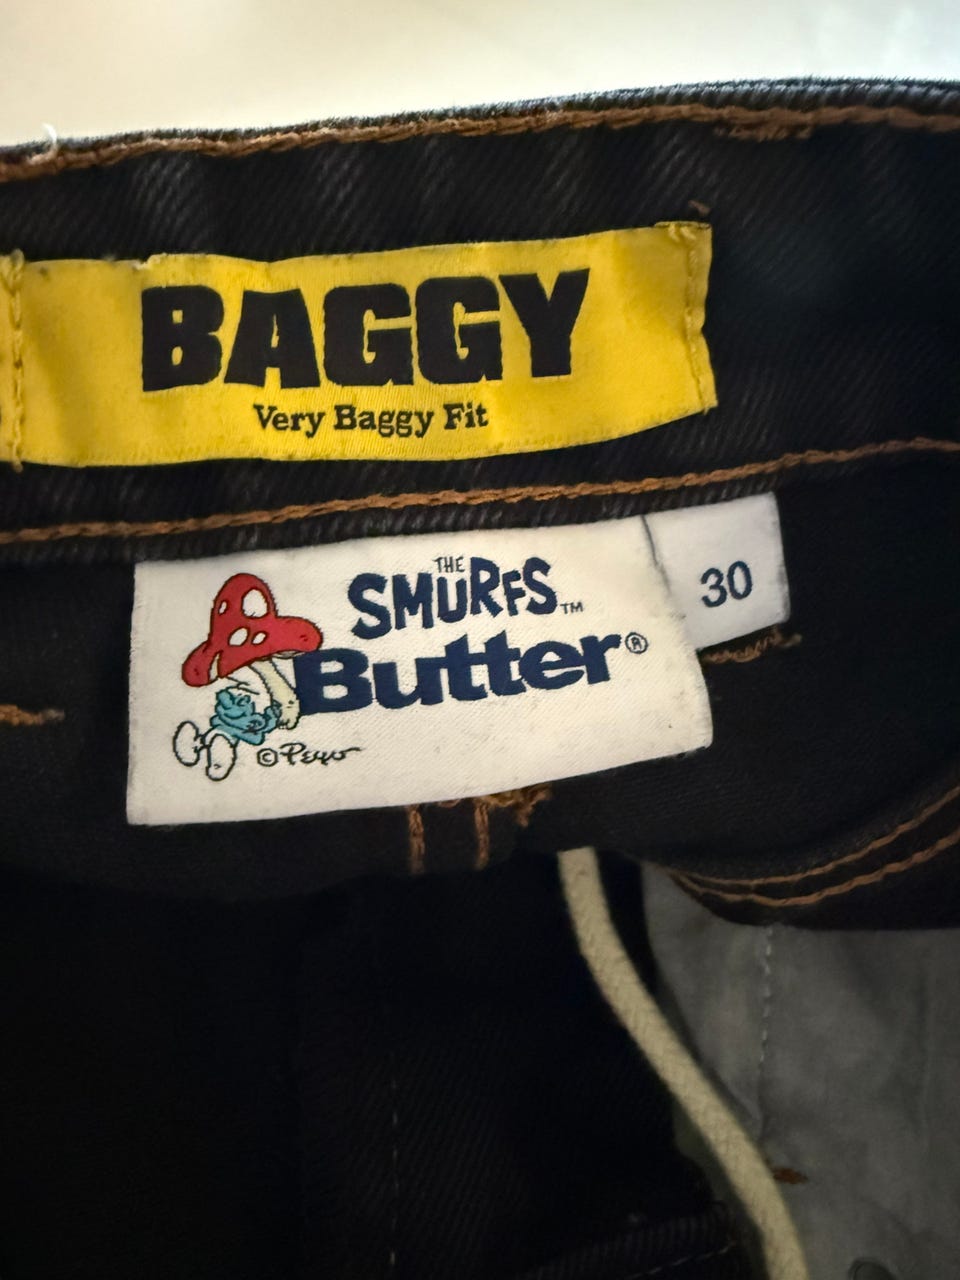 BAGGY
Very Baggy Fit
THE
SMURFS™
Butter®
©Peyo
30